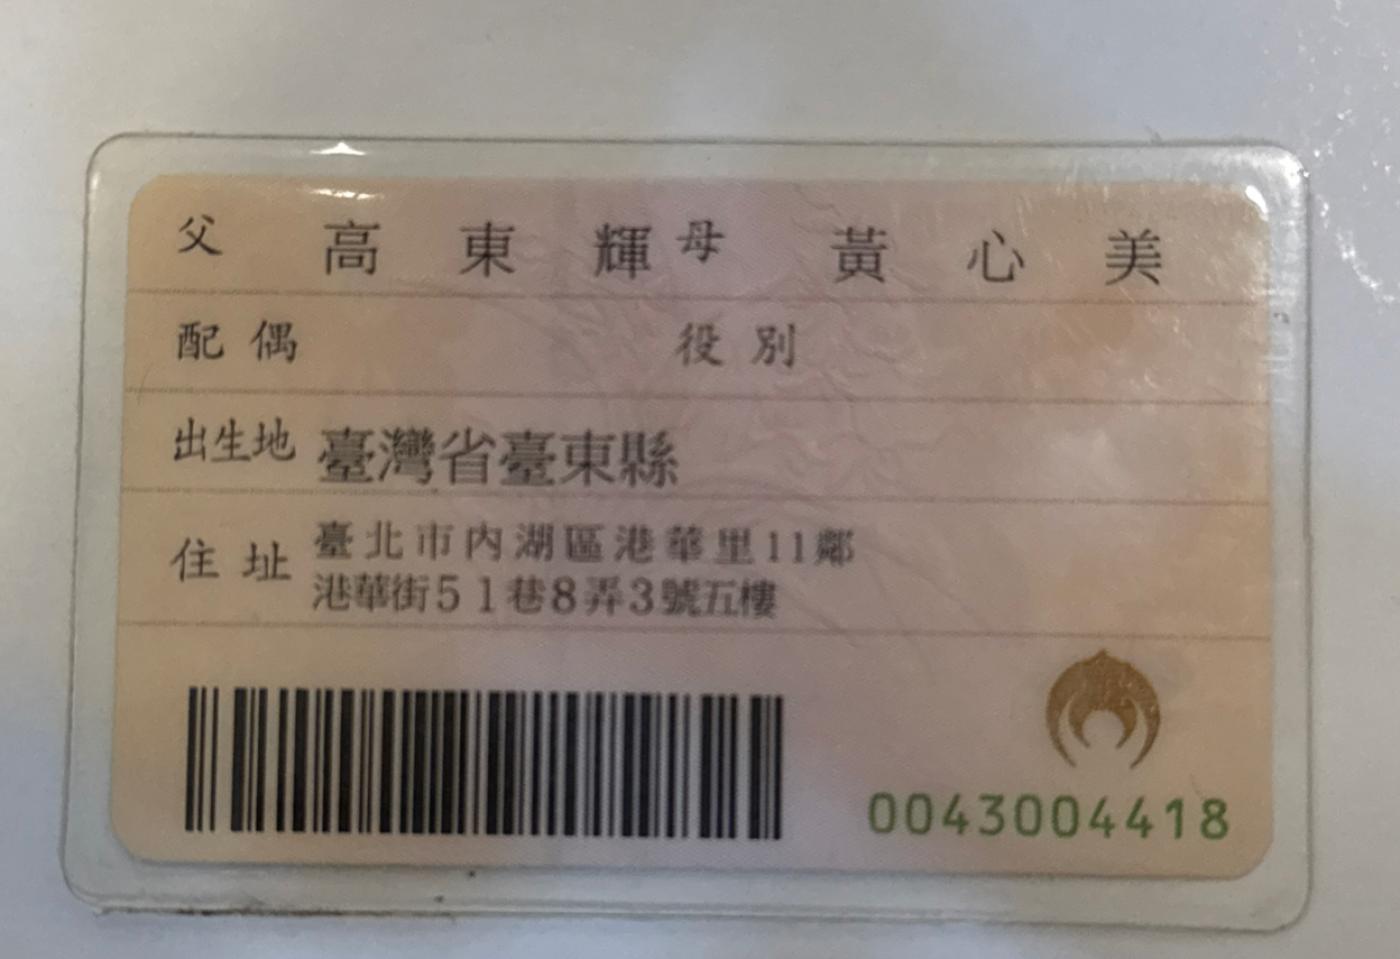 父 高東輝 母 黃心美
配偶 役別
出生地 臺灣省臺東縣
住址 臺北市內湖區港華里11鄰
港華街51巷8弄3號五樓
0043004418